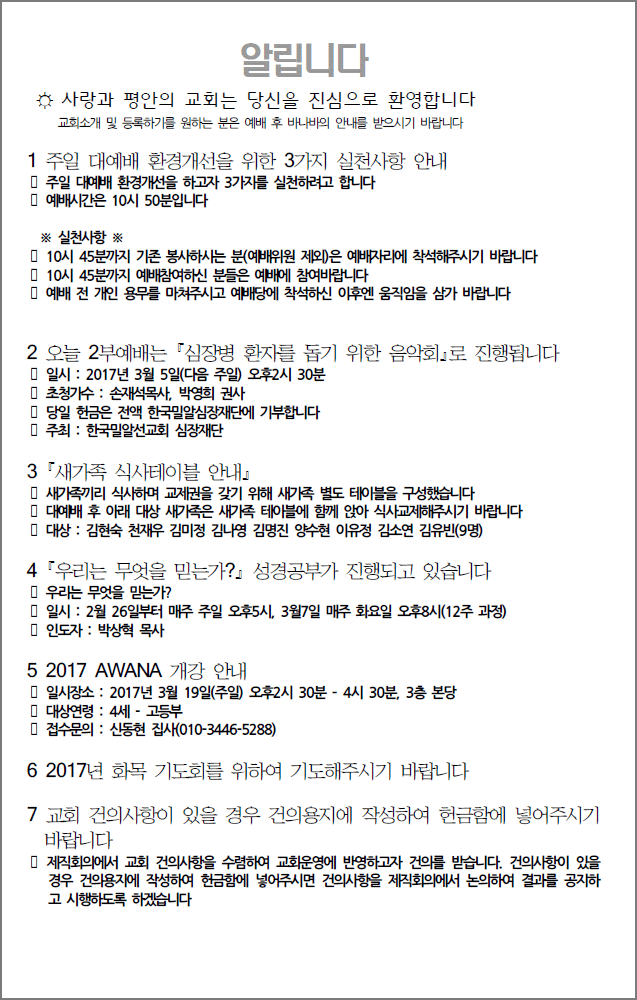 알립니다
☼ 사랑과 평안의 교회는 당신을 진심으로 환영합니다
교회소개 및 등록하기를 원하는 분은 예배 후 바나바의 안내를 받으시기 바랍니다
1 주일 대예배 환경개선을 위한 3가지 실천사항 안내
▯ 주일 대예배 환경개선을 하고자 3가지를 실천하려고 합니다
▯ 예배시간은 10시 50분입니다
※ 실천사항 ※
▯ 10시 45분까지 기존 봉사하시는 분(예배위원 제외)은 예배자리에 착석해주시기 바랍니다
▯ 10시 45분까지 예배참여하신 분들은 예배에 참여바랍니다
▯ 예배 전 개인 용무를 마쳐주시고 예배당에 착석하신 이후엔 움직임을 삼가 바랍니다
2 오늘 2부예배는 『심장병 환자를 돕기 위한 음악회』로 진행됩니다
▯ 일시 : 2017년 3월 5일(다음 주일) 오후2시 30분
▯ 초청가수 : 손재석목사, 박영희 권사
▯ 당일 헌금은 전액 한국밀알심장재단에 기부합니다
▯ 주최 : 한국밀알선교회 심장재단
3 『새가족 식사테이블 안내』
▯ 새가족끼리 식사하며 교제권을 갖기 위해 새가족 별도 테이블을 구성했습니다
▯ 대예배 후 아래 대상 새가족은 새가족 테이블에 함께 앉아 식사교제해주시기 바랍니다
▯ 대상 : 김현숙 천재우 김미정 김나영 김명진 양수현 이유정 김소연 김유빈(9명)
4 『우리는 무엇을 믿는가?』 성경공부가 진행되고 있습니다
▯ 우리는 무엇을 믿는가?
▯ 일시 : 2월 26일부터 매주 주일 오후5시, 3월7일 매주 화요일 오후8시(12주 과정)
▯ 인도자 : 박상혁 목사
5 2017 AWANA 개강 안내
▯ 일시장소 : 2017년 3월 19일(주일) 오후2시 30분 - 4시 30분, 3층 본당
▯ 대상연령 : 4세 - 고등부
▯ 접수문의 : 신동현 집사(010-3446-5288)
6 2017년 화목 기도회를 위하여 기도해주시기 바랍니다
7 교회 건의사항이 있을 경우 건의용지에 작성하여 헌금함에 넣어주시기
바랍니다
▯ 제직회의에서 교회 건의사항을 수렴하여 교회운영에 반영하고자 건의를 받습니다. 건의사항이 있을
경우 건의용지에 작성하여 헌금함에 넣어주시면 건의사항을 제직회의에서 논의하여 결과를 공지하
고 시행하도록 하겠습니다